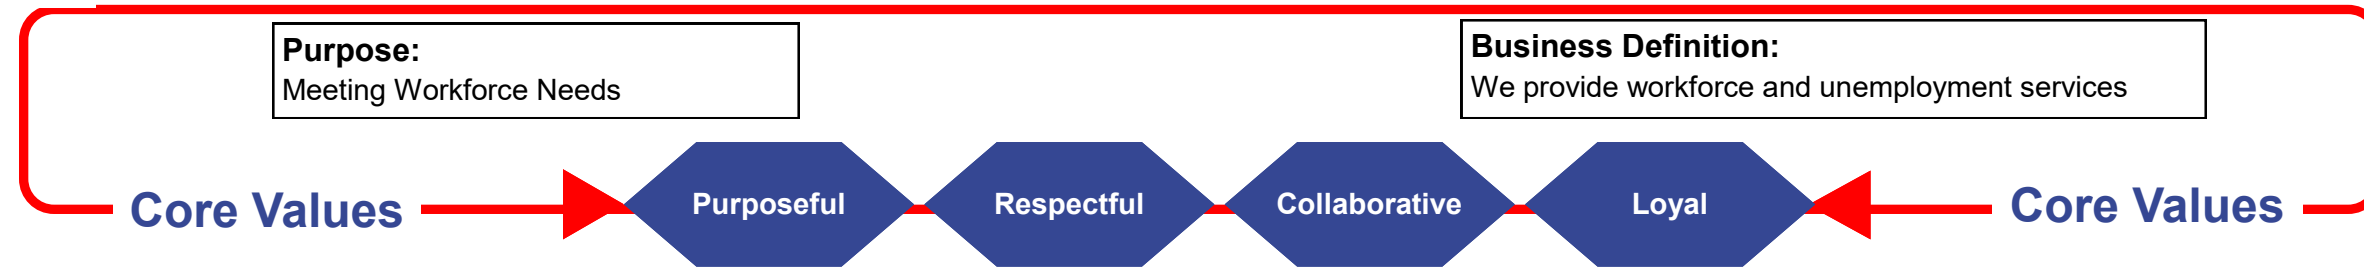 Purpose:
Meeting Workforce Needs
Business Definition:
We provide workforce and unemployment services
Core Values
Purposeful
Respectful
Collaborative
Loyal
Core Values